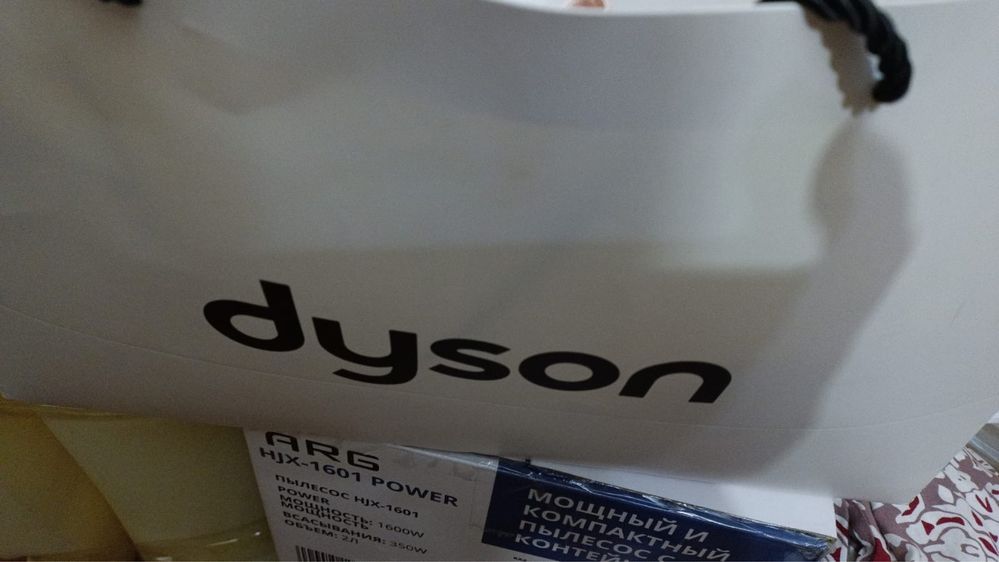 dyson
ARG
HJX-1601 POWER
ПЫЛЕСОС HJX-1601
POWER
МОЩНОСТЬ: 1600W
МОЩНОСТЬ
ВСАСЫВАНИЯ: 350W
ОБЪЕМ: 2Л
МОЩНЫЙ И
КОМПАКТНЫЙ
ПЫЛЕСОС С